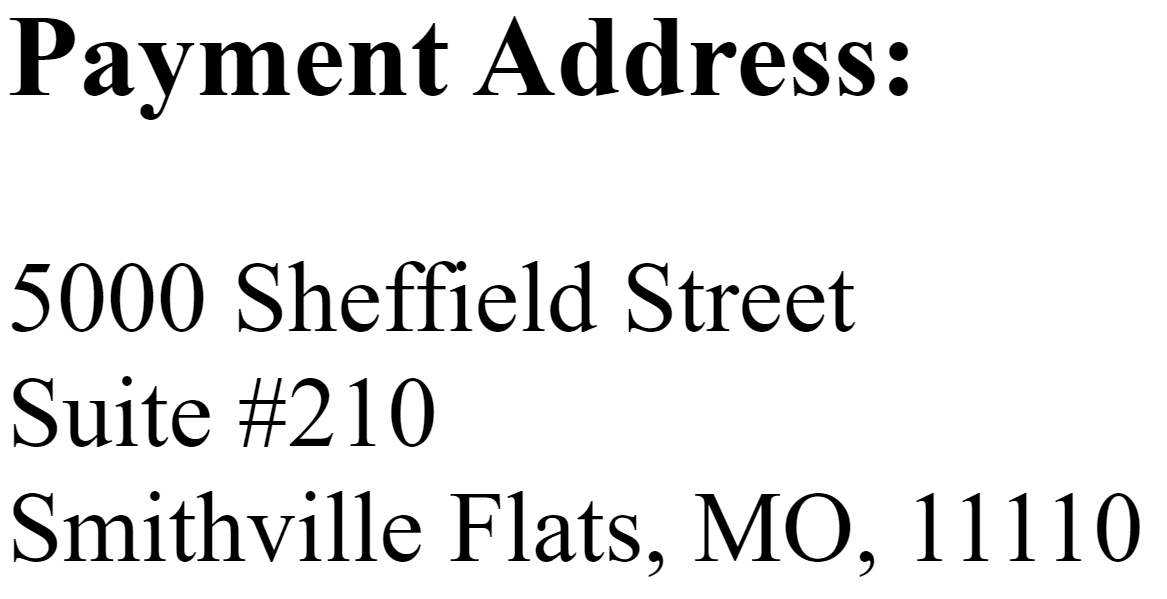 Payment Address:
5000 Sheffield Street
Suite #210
Smithville Flats, MO, 11110